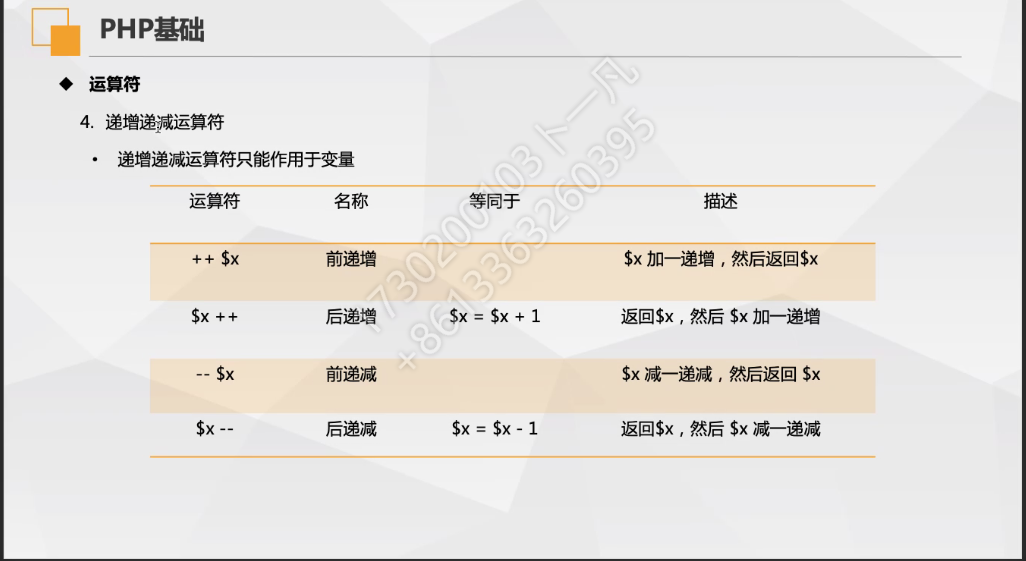 PHP基础
◆ 运算符
4. 递增递减运算符
• 递增递减运算符只能作用于变量
运算符 名称 等同于 描述
++ $x 前递增 $x 加一递增，然后返回$x
$x ++ 后递增 $x = $x + 1 返回$x，然后 $x 加一递增
-- $x 前递减 $x 减一递减，然后返回 $x
$x -- 后递减 $x = $x - 1 返回$x，然后 $x 减一递减
1730200103卜一凡
+8613363260395